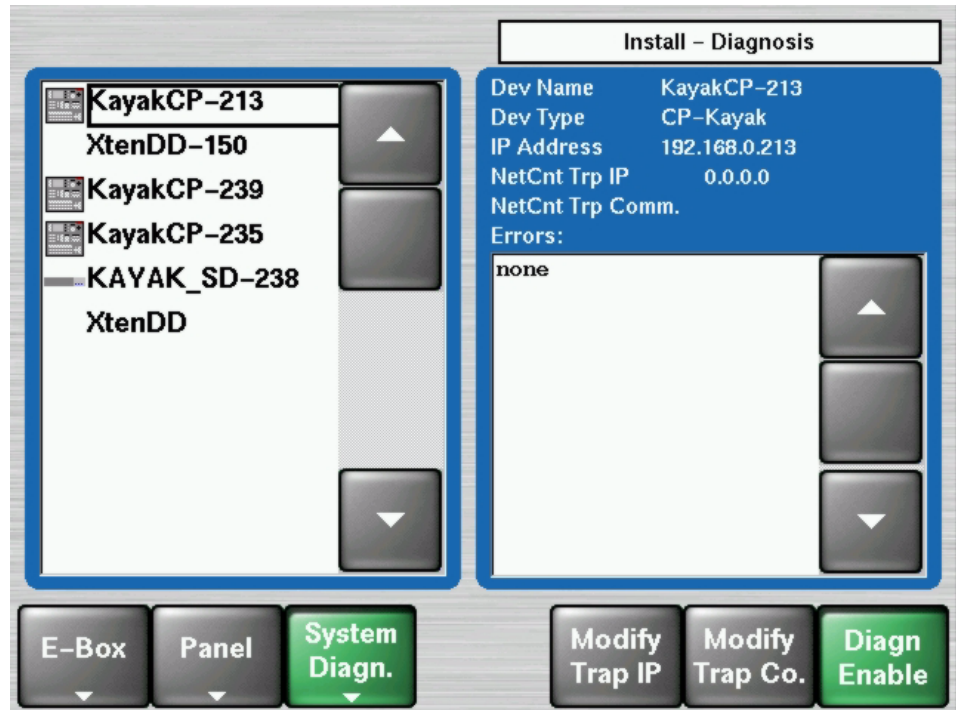 Install – Diagnosis
KayakCP–213
XtenDD–150
KayakCP–239
KayakCP–235
KAYAK_SD–238
XtenDD
Dev Name KayakCP–213
Dev Type CP–Kayak
IP Address 192.168.0.213
NetCnt Trp IP 0.0.0.0
NetCnt Trp Comm.
Errors:
none
E–Box
Panel
System
Diagn.
Modify
Trap IP
Modify
Trap Co.
Diagn
Enable